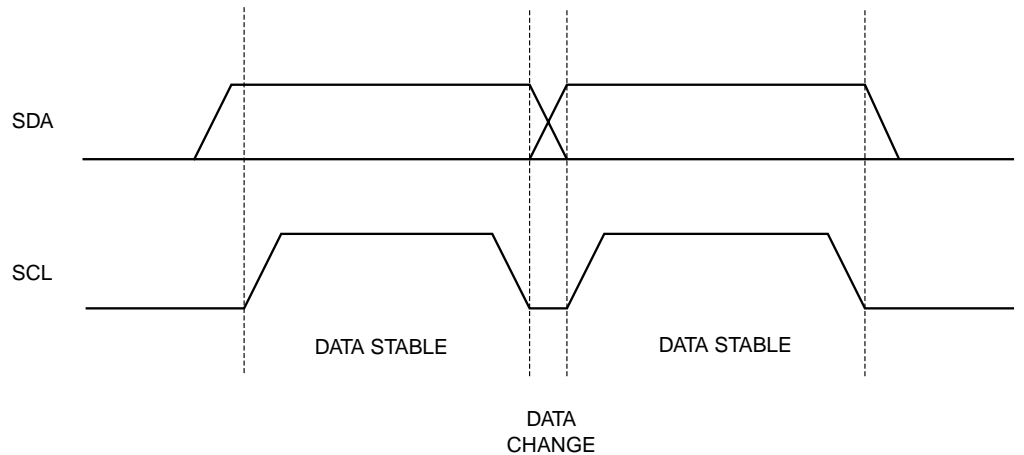 SDA
SCL
DATA STABLE
DATA STABLE
DATA
CHANGE